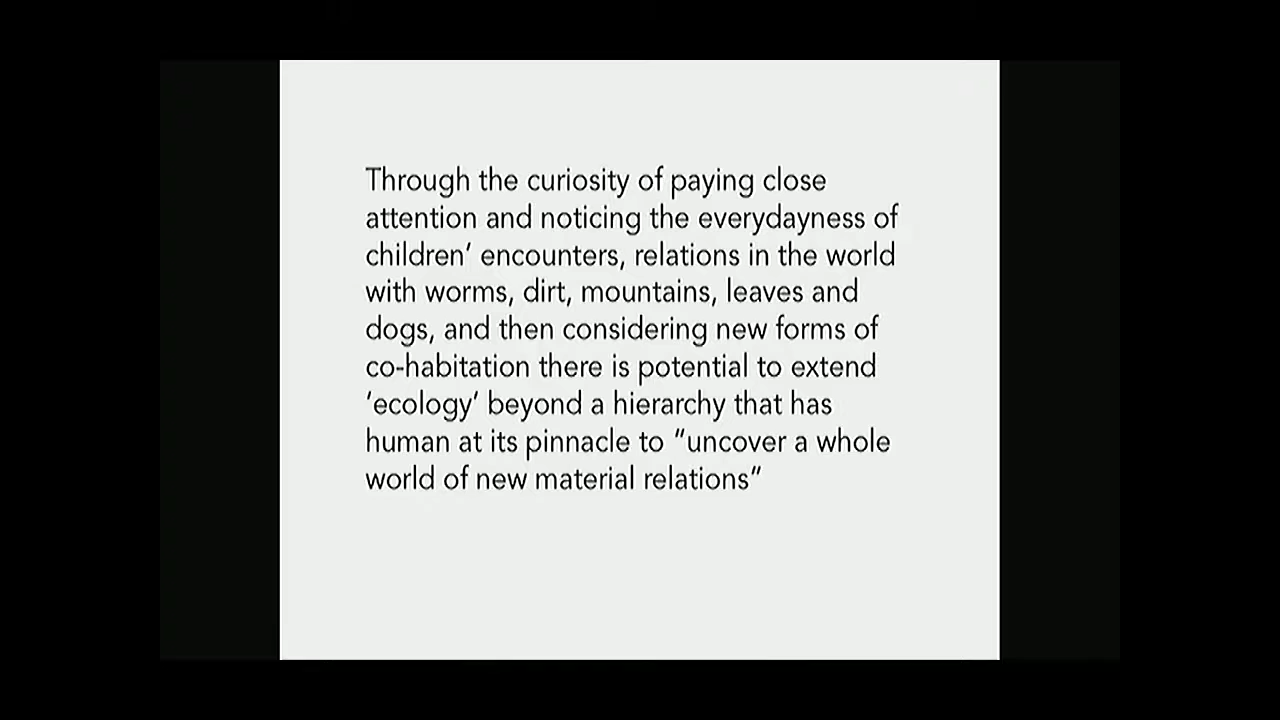 Through the curiosity of paying close
attention and noticing the everydayness of
children’ encounters, relations in the world
with worms, dirt, mountains, leaves and
dogs, and then considering new forms of
co-habitation there is potential to extend
‘ecology’ beyond a hierarchy that has
human at its pinnacle to “uncover a whole
world of new material relations”